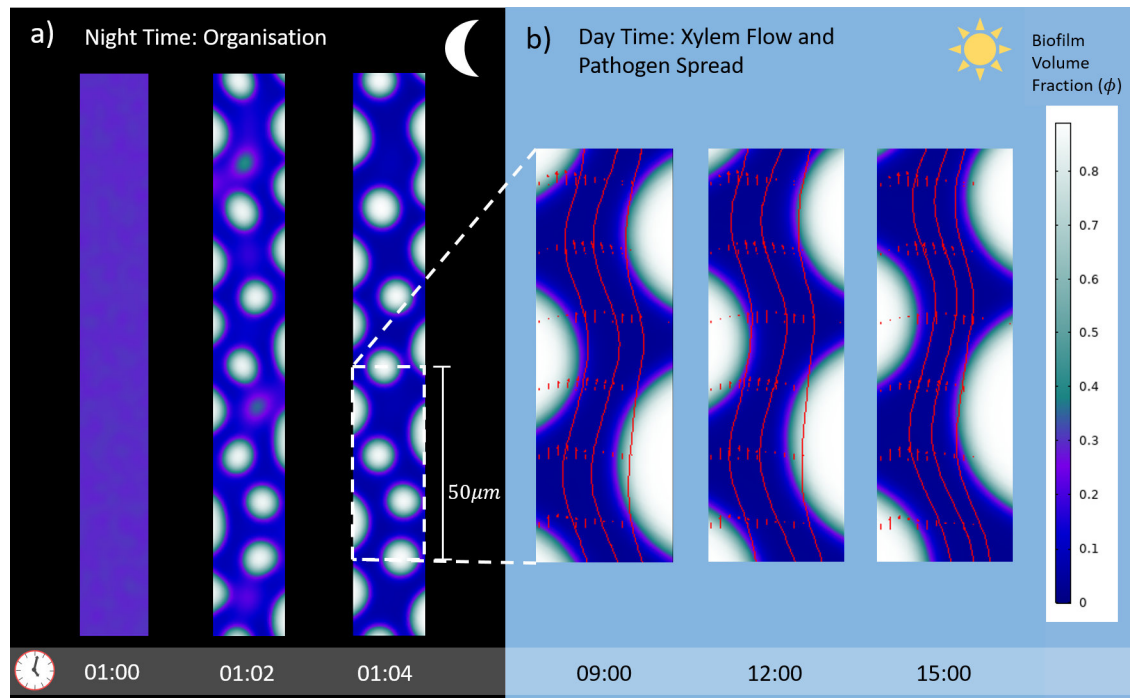 a)
Night Time: Organisation
b)
Day Time: Xylem Flow and
Pathogen Spread
Biofilm
Volume
Fraction (ϕ)
0.8
0.7
0.6
0.5
0.4
0.3
0.2
0.1
0
50μm
01:00
01:02
01:04
09:00
12:00
15:00